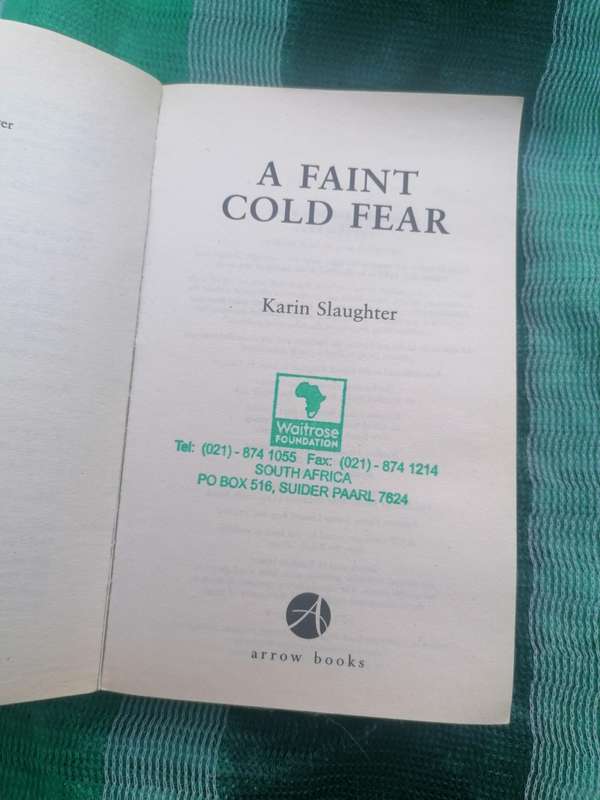 A FAINT
COLD FEAR
Karin Slaughter
Waitrose
FOUNDATION
Tel: (021) - 874 1055 Fax: (021) - 874 1214
SOUTH AFRICA
PO BOX 516, SUIDER PAARL 7624
A
arrow books